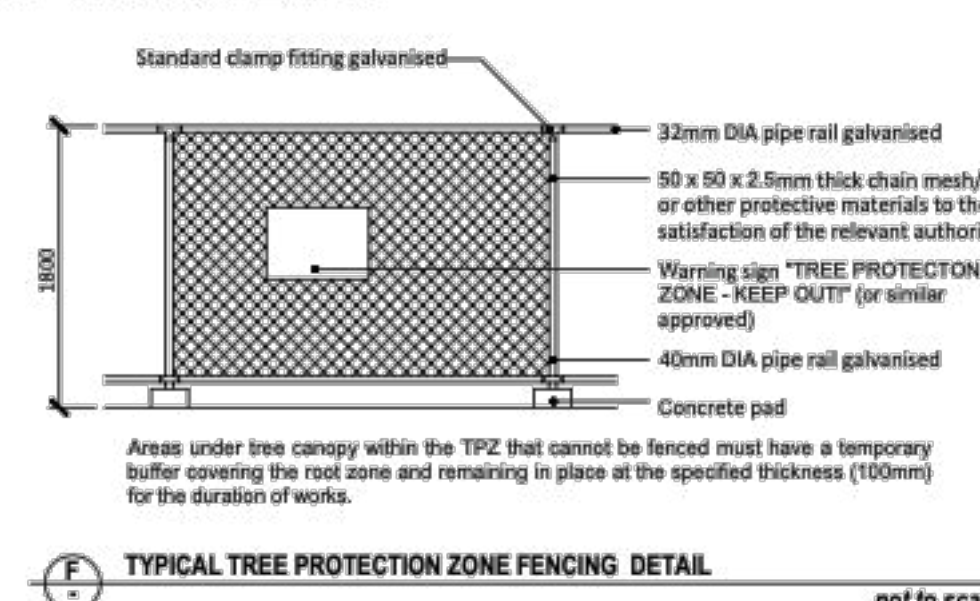 Standard clamp fitting galvanised
32mm DIA pipe rail galvanised
50 x 50 x 2.5mm thick chain mesh/
or other protective materials to the
satisfaction of the relevant
Warning sign "TREE PROTECTON
ZONE - KEEP OUT!" (or similar
approved)
1800
40mm DIA pipe rail galvanised
Concrete pad
Areas under tree canopy within the TPZ that cannot be fenced must have a temporary
buffer covering the root zone and remaining in place at the specified thickness (100mm)
for the duration of works.
F
-
TYPICAL TREE PROTECTION ZONE FENCING DETAIL
not to